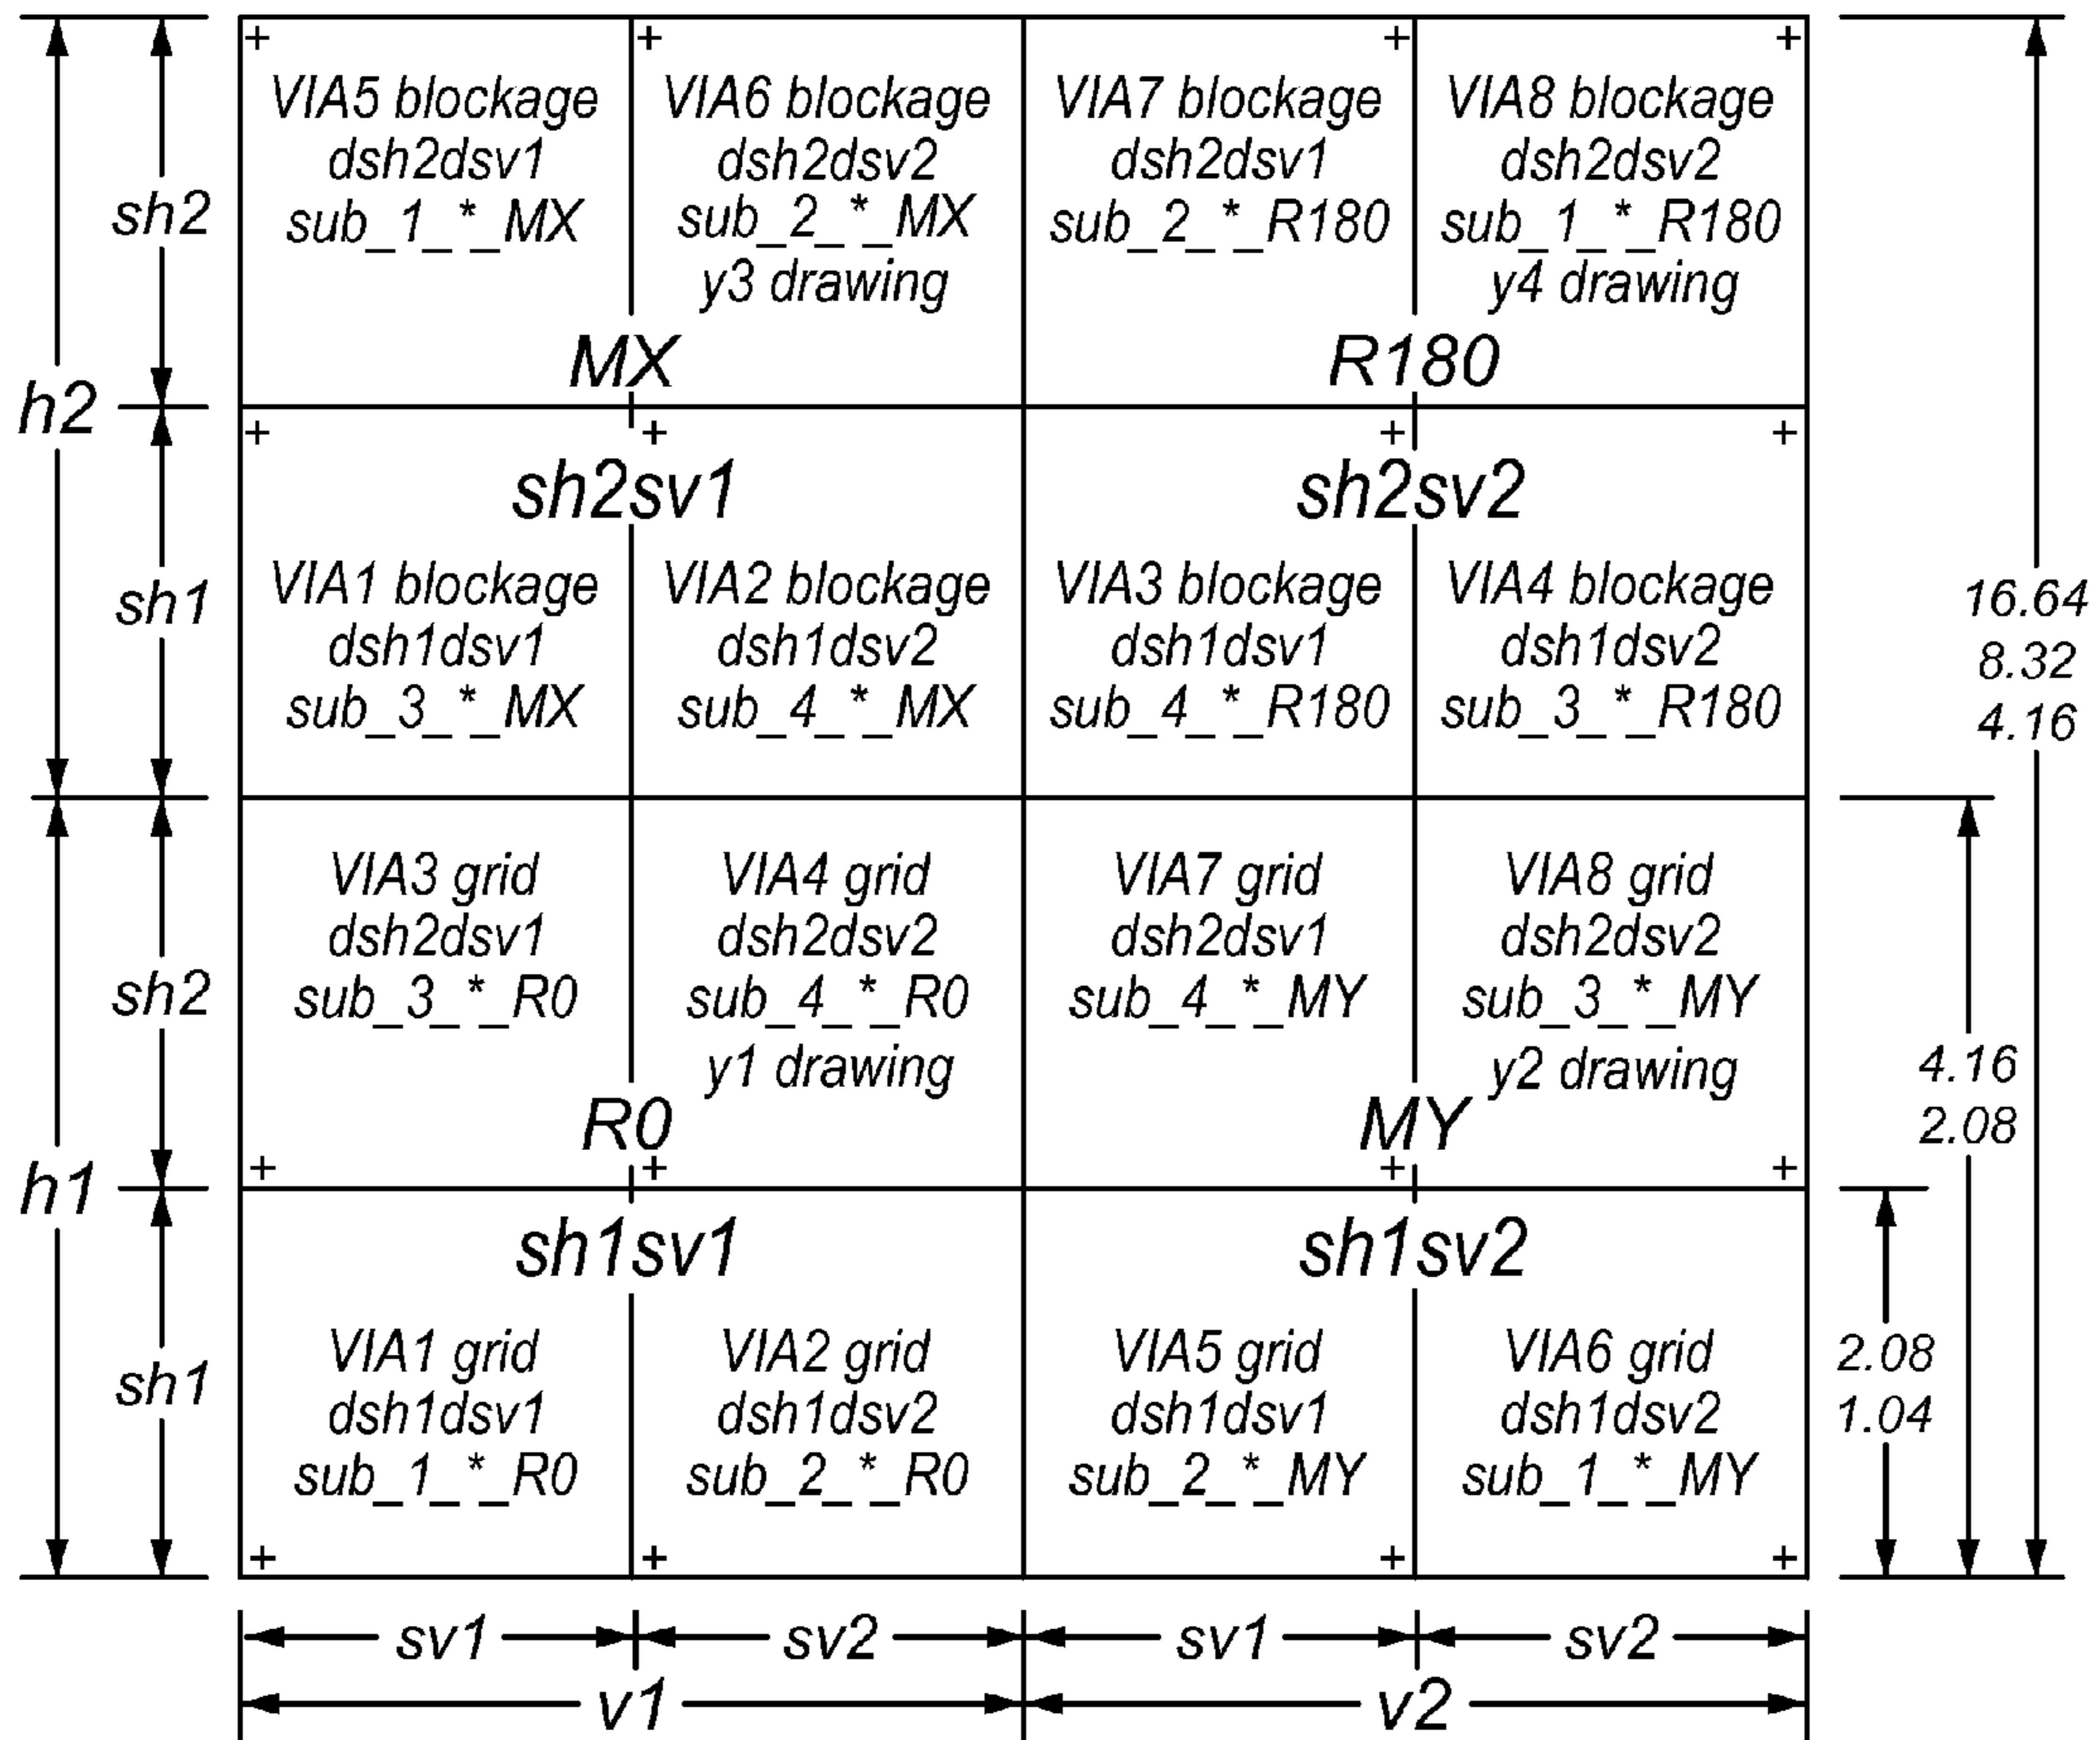 VIA5 blockage
dsh2dsv1
sub_1_*_MX
VIA6 blockage
dsh2dsv2
sub_2_*_MX
y3 drawing
VIA7 blockage
dsh2dsv1
sub_2_*_R180
VIA8 blockage
dsh2dsv2
sub_1_*_R180
y4 drawing
sh2
MX
R180
h2
sh2sv1
sh2sv2
sh1
VIA1 blockage
dsh1dsv1
sub_3_*_MX
VIA2 blockage
dsh1dsv2
sub_4_*_MX
VIA3 blockage
dsh1dsv1
sub_4_*_R180
VIA4 blockage
dsh1dsv2
sub_3_*_R180
16.64
8.32
4.16
VIA3 grid
dsh2dsv1
sub_3_*_R0
VIA4 grid
dsh2dsv2
sub_4_*_R0
y1 drawing
VIA7 grid
dsh2dsv1
sub_4_*_MY
VIA8 grid
dsh2dsv2
sub_3_*_MY
y2 drawing
sh2
4.16
2.08
R0
MY
h1
sh1sv1
sh1sv2
sh1
VIA1 grid
dsh1dsv1
sub_1_*_R0
VIA2 grid
dsh1dsv2
sub_2_*_R0
VIA5 grid
dsh1dsv1
sub_2_*_MY
VIA6 grid
dsh1dsv2
sub_1_*_MY
2.08
1.04
sv1
sv2
sv1
sv2
v1
v2